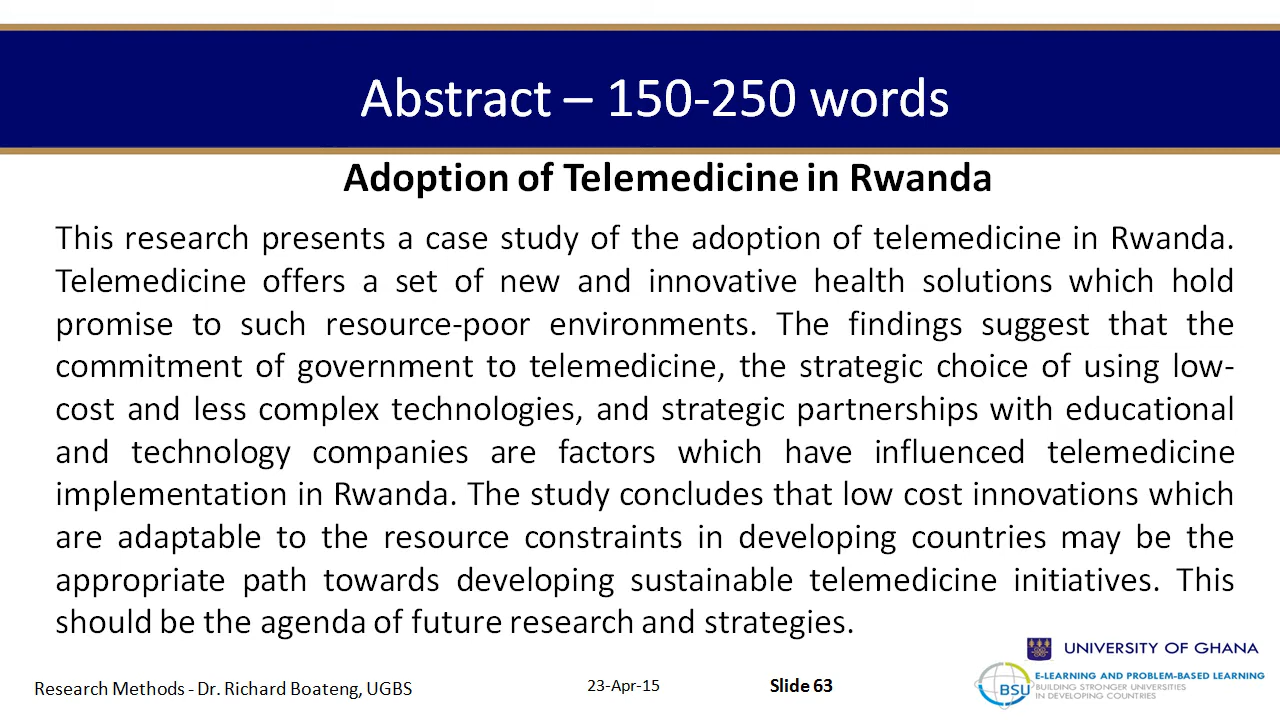 Abstract – 150-250 words
Adoption of Telemedicine in Rwanda
This research presents a case study of the adoption of telemedicine in Rwanda.
Telemedicine offers a set of new and innovative health solutions which hold
promise to such resource-poor environments. The findings suggest that the
commitment of government to telemedicine, the strategic choice of using low-
cost and less complex technologies, and strategic partnerships with educational
and technology companies are factors which have influenced telemedicine
implementation in Rwanda. The study concludes that low cost innovations which
are adaptable to the resource constraints in developing countries may be the
appropriate path towards developing sustainable telemedicine initiatives. This
should be the agenda of future research and strategies.
UNIVERSITY OF GHANA
Research Methods - Dr. Richard Boateng, UGBS
23-Apr-15
Slide 63
BSU
E-LEARNING AND PROBLEM-BASED LEARNING
BUILDING STRONGER UNIVERSITIES
IN DEVELOPING COUNTRIES